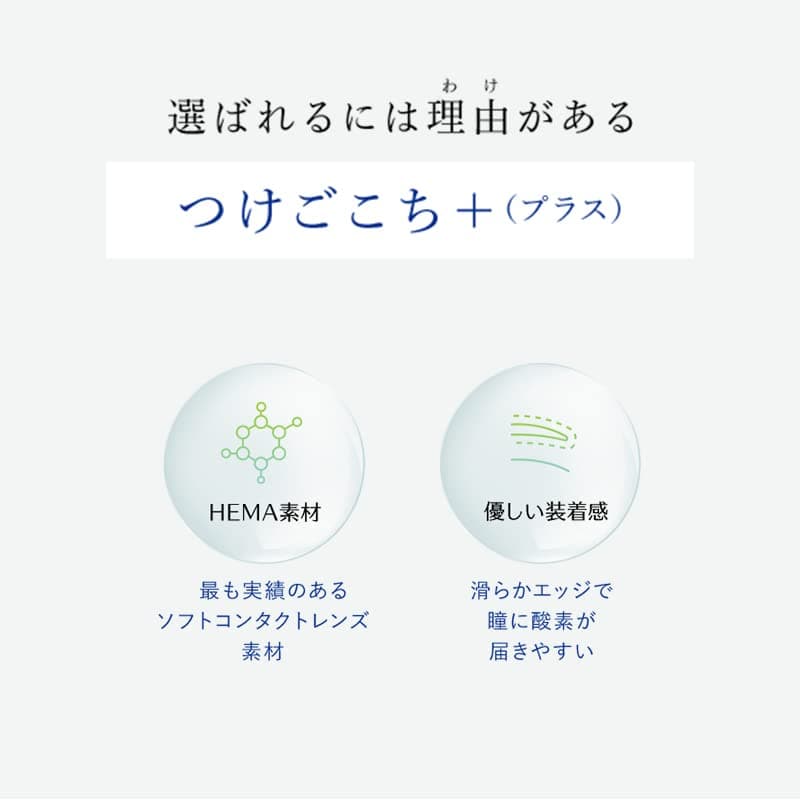 わけ
選ばれるには理由がある
つけごこち＋(プラス)
HEMA素材
最も実績のある
ソフトコンタクトレンズ
素材
優しい装着感
滑らかエッジで
瞳に酸素が
届きやすい